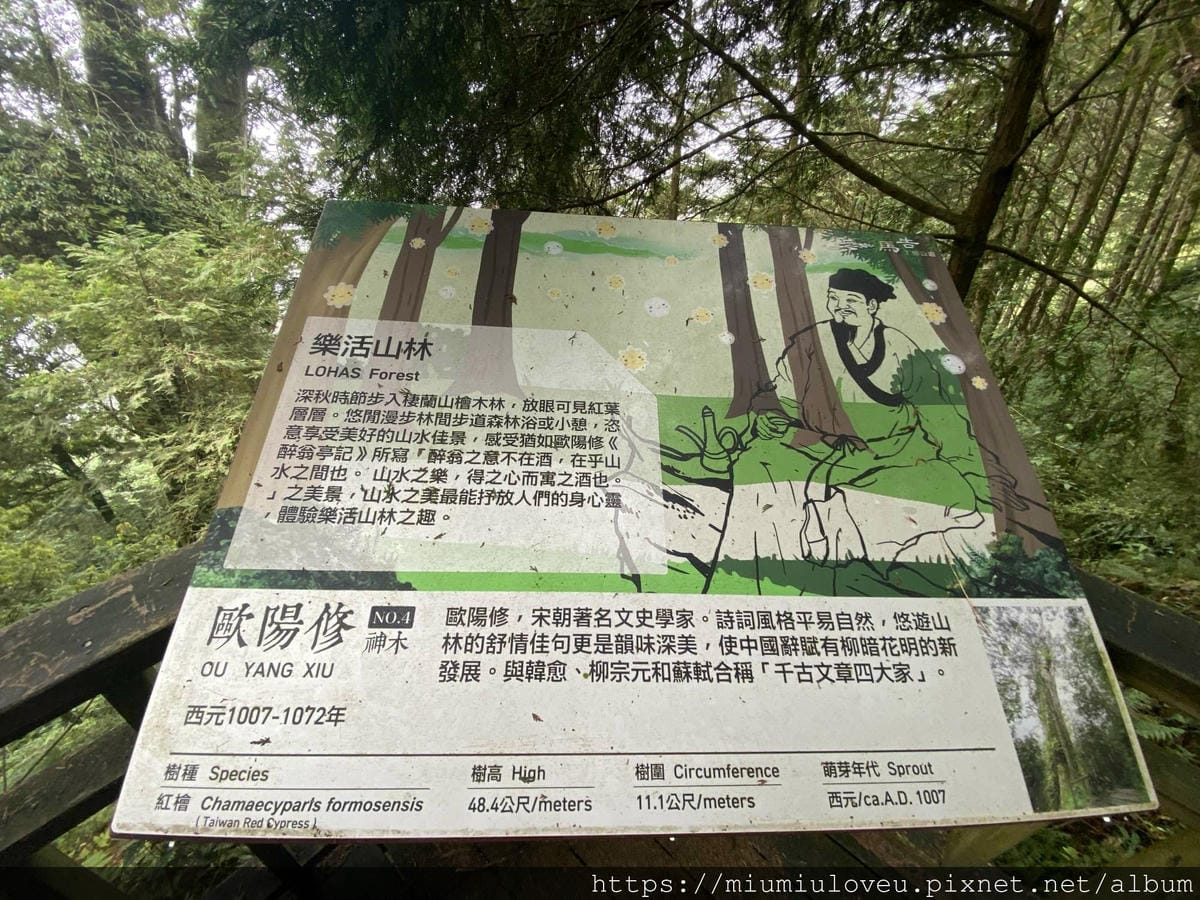 樂活山林
LOHAS Forest
深秋時節步入棲蘭山檜木林，放眼可見紅葉
層層。悠閒漫步林間步道森林浴或小憩，恣
意享受美好的山水佳景，感受猶如歐陽修《
醉翁亭記》所寫「醉翁之意不在酒，在乎山
水之間也。山水之樂，得之心而寓之酒也。
」之美景，山水之美最能抒放人們的身心靈
，體驗樂活山林之趣。
歐陽修 NO.4
神木
OU YANG XIU
西元1007-1072年
歐陽修，宋朝著名文史學家。詩詞風格平易自然，悠遊山
林的舒情佳句更是韻味深美，使中國辭賦有柳暗花明的新
發展。與韓愈、柳宗元和蘇軾合稱「千古文章四大家」。
樹種 Species
紅檜 Chamaecyparls formosensis
( Taiwan Red Cypress )
樹高 High
48.4公尺/meters
樹圍 Circumference
11.1公尺/meters
萌芽年代 Sprout
西元/ca.A.D. 1007
https://miumiuloveu.pixnet.net/album